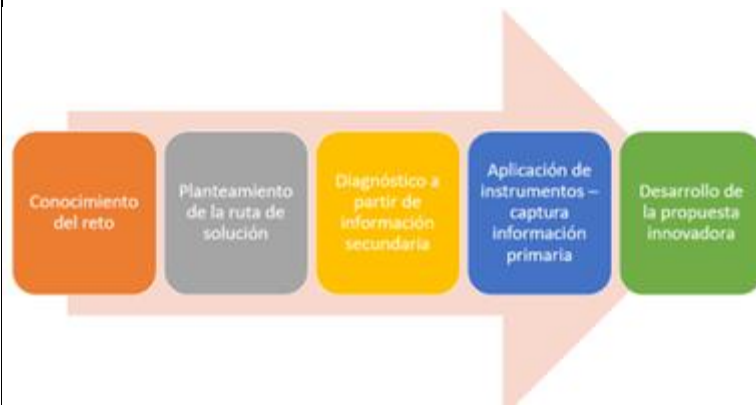 Conocimiento
del reto
Planteamiento
de la ruta de
solución
Diagnóstico a
partir de
información
secundaria
Aplicación de
instrumentos –
captura
información
primaria
Desarrollo de
la propuesta
innovadora